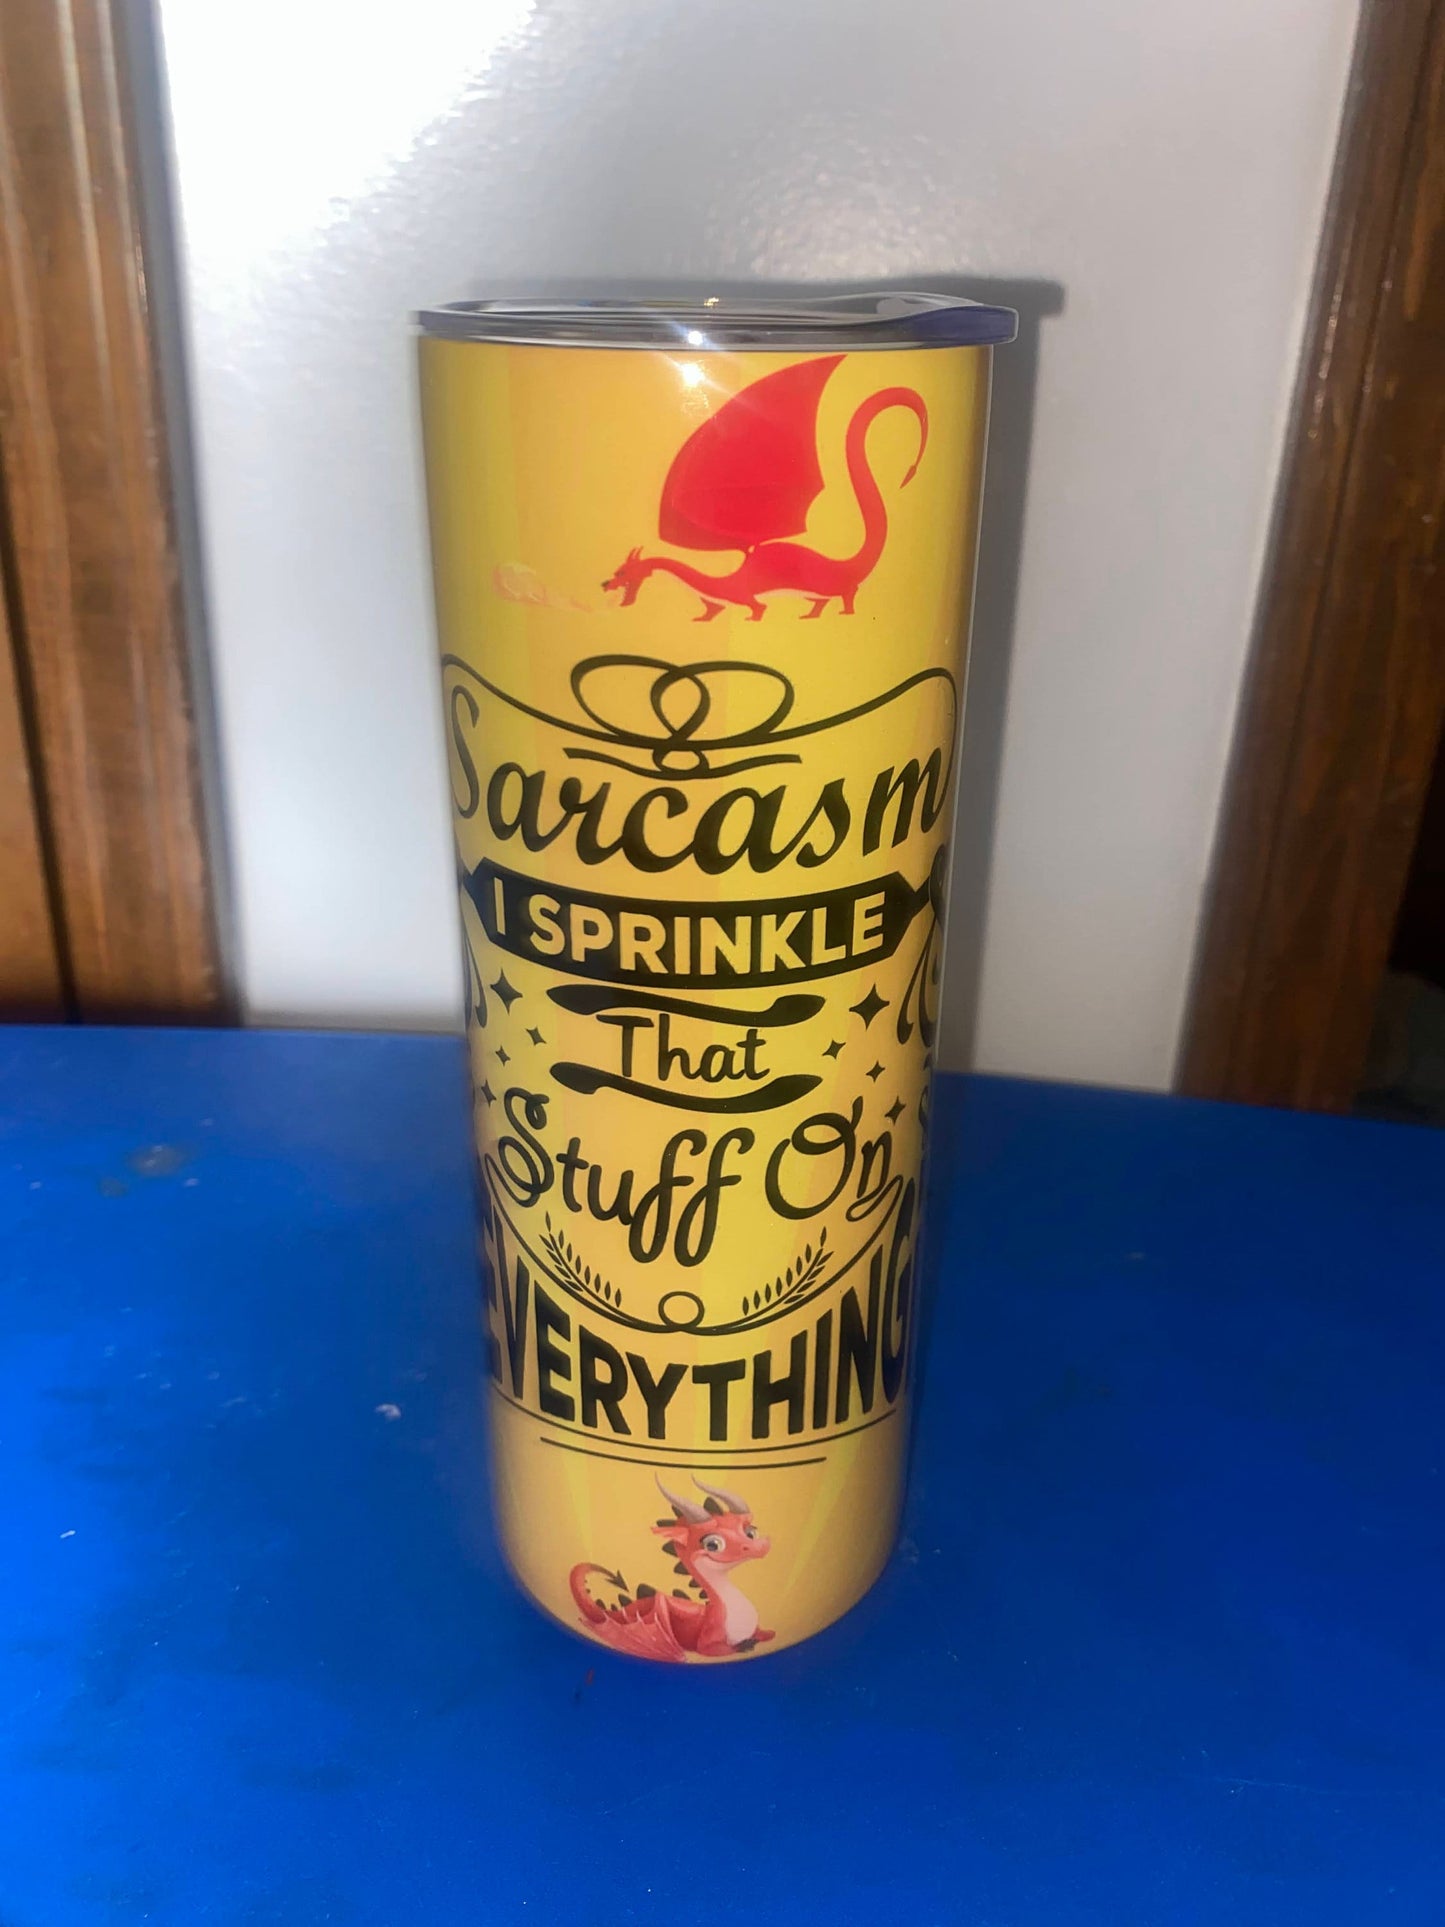 Sarcasm
I SPRINKLE
That
Stuff On
EVERYTHING